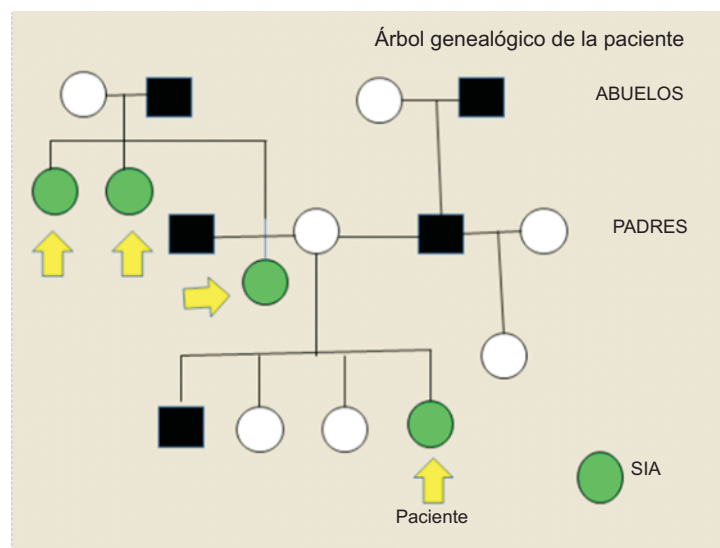 Árbol genealógico de la paciente
ABUELOS
PADRES
SIA
Paciente